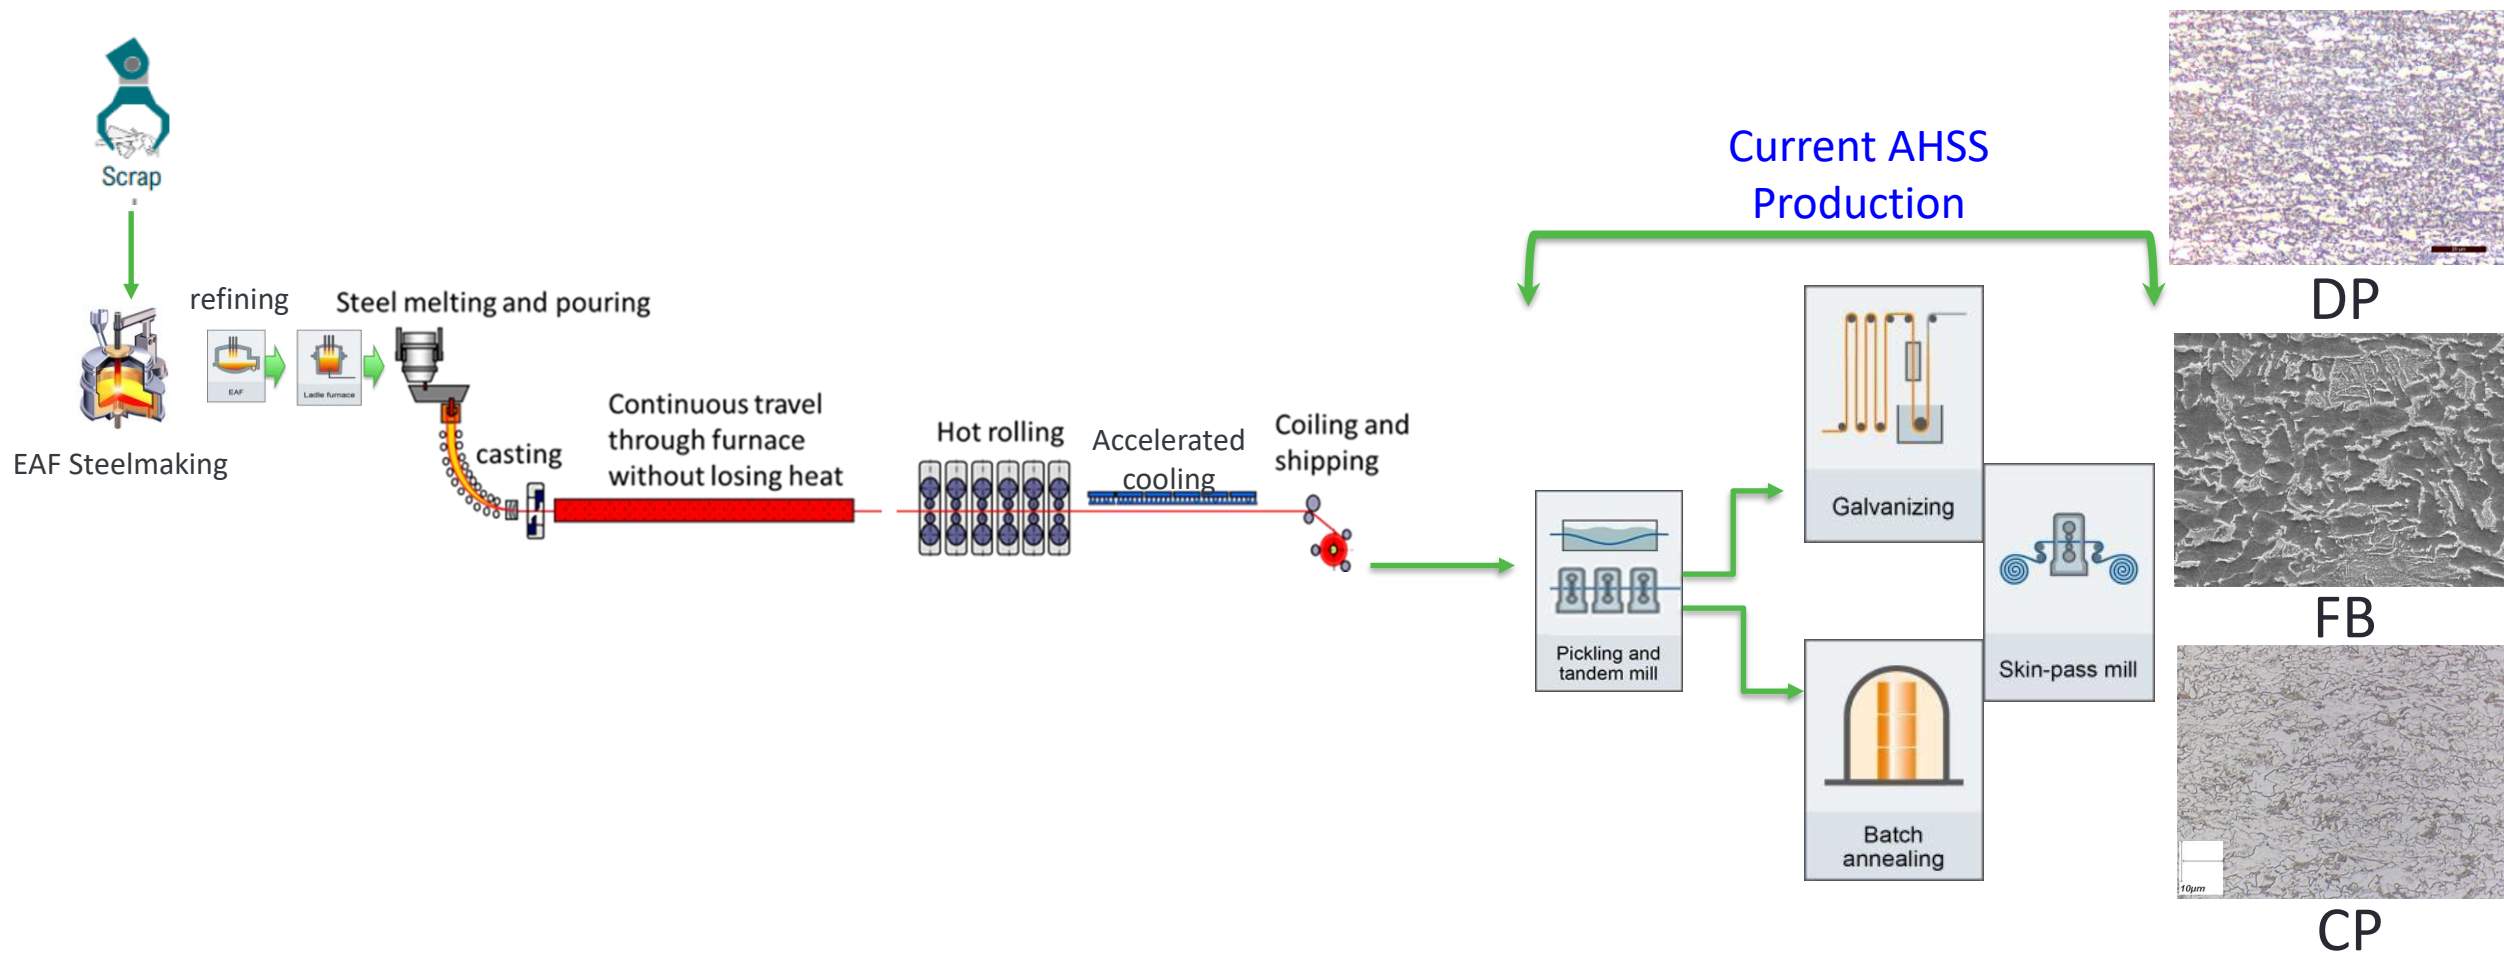 Scrap
EAF Steelmaking
refining
EAF
Ladle furnace
Steel melting and pouring
casting
Continuous travel
through furnace
without losing heat
Hot rolling
Accelerated
cooling
Coiling and
shipping
Current AHSS
Production
Pickling and
tandem mill
Galvanizing
Batch
annealing
Skin-pass mill
DP
FB
10µm
CP